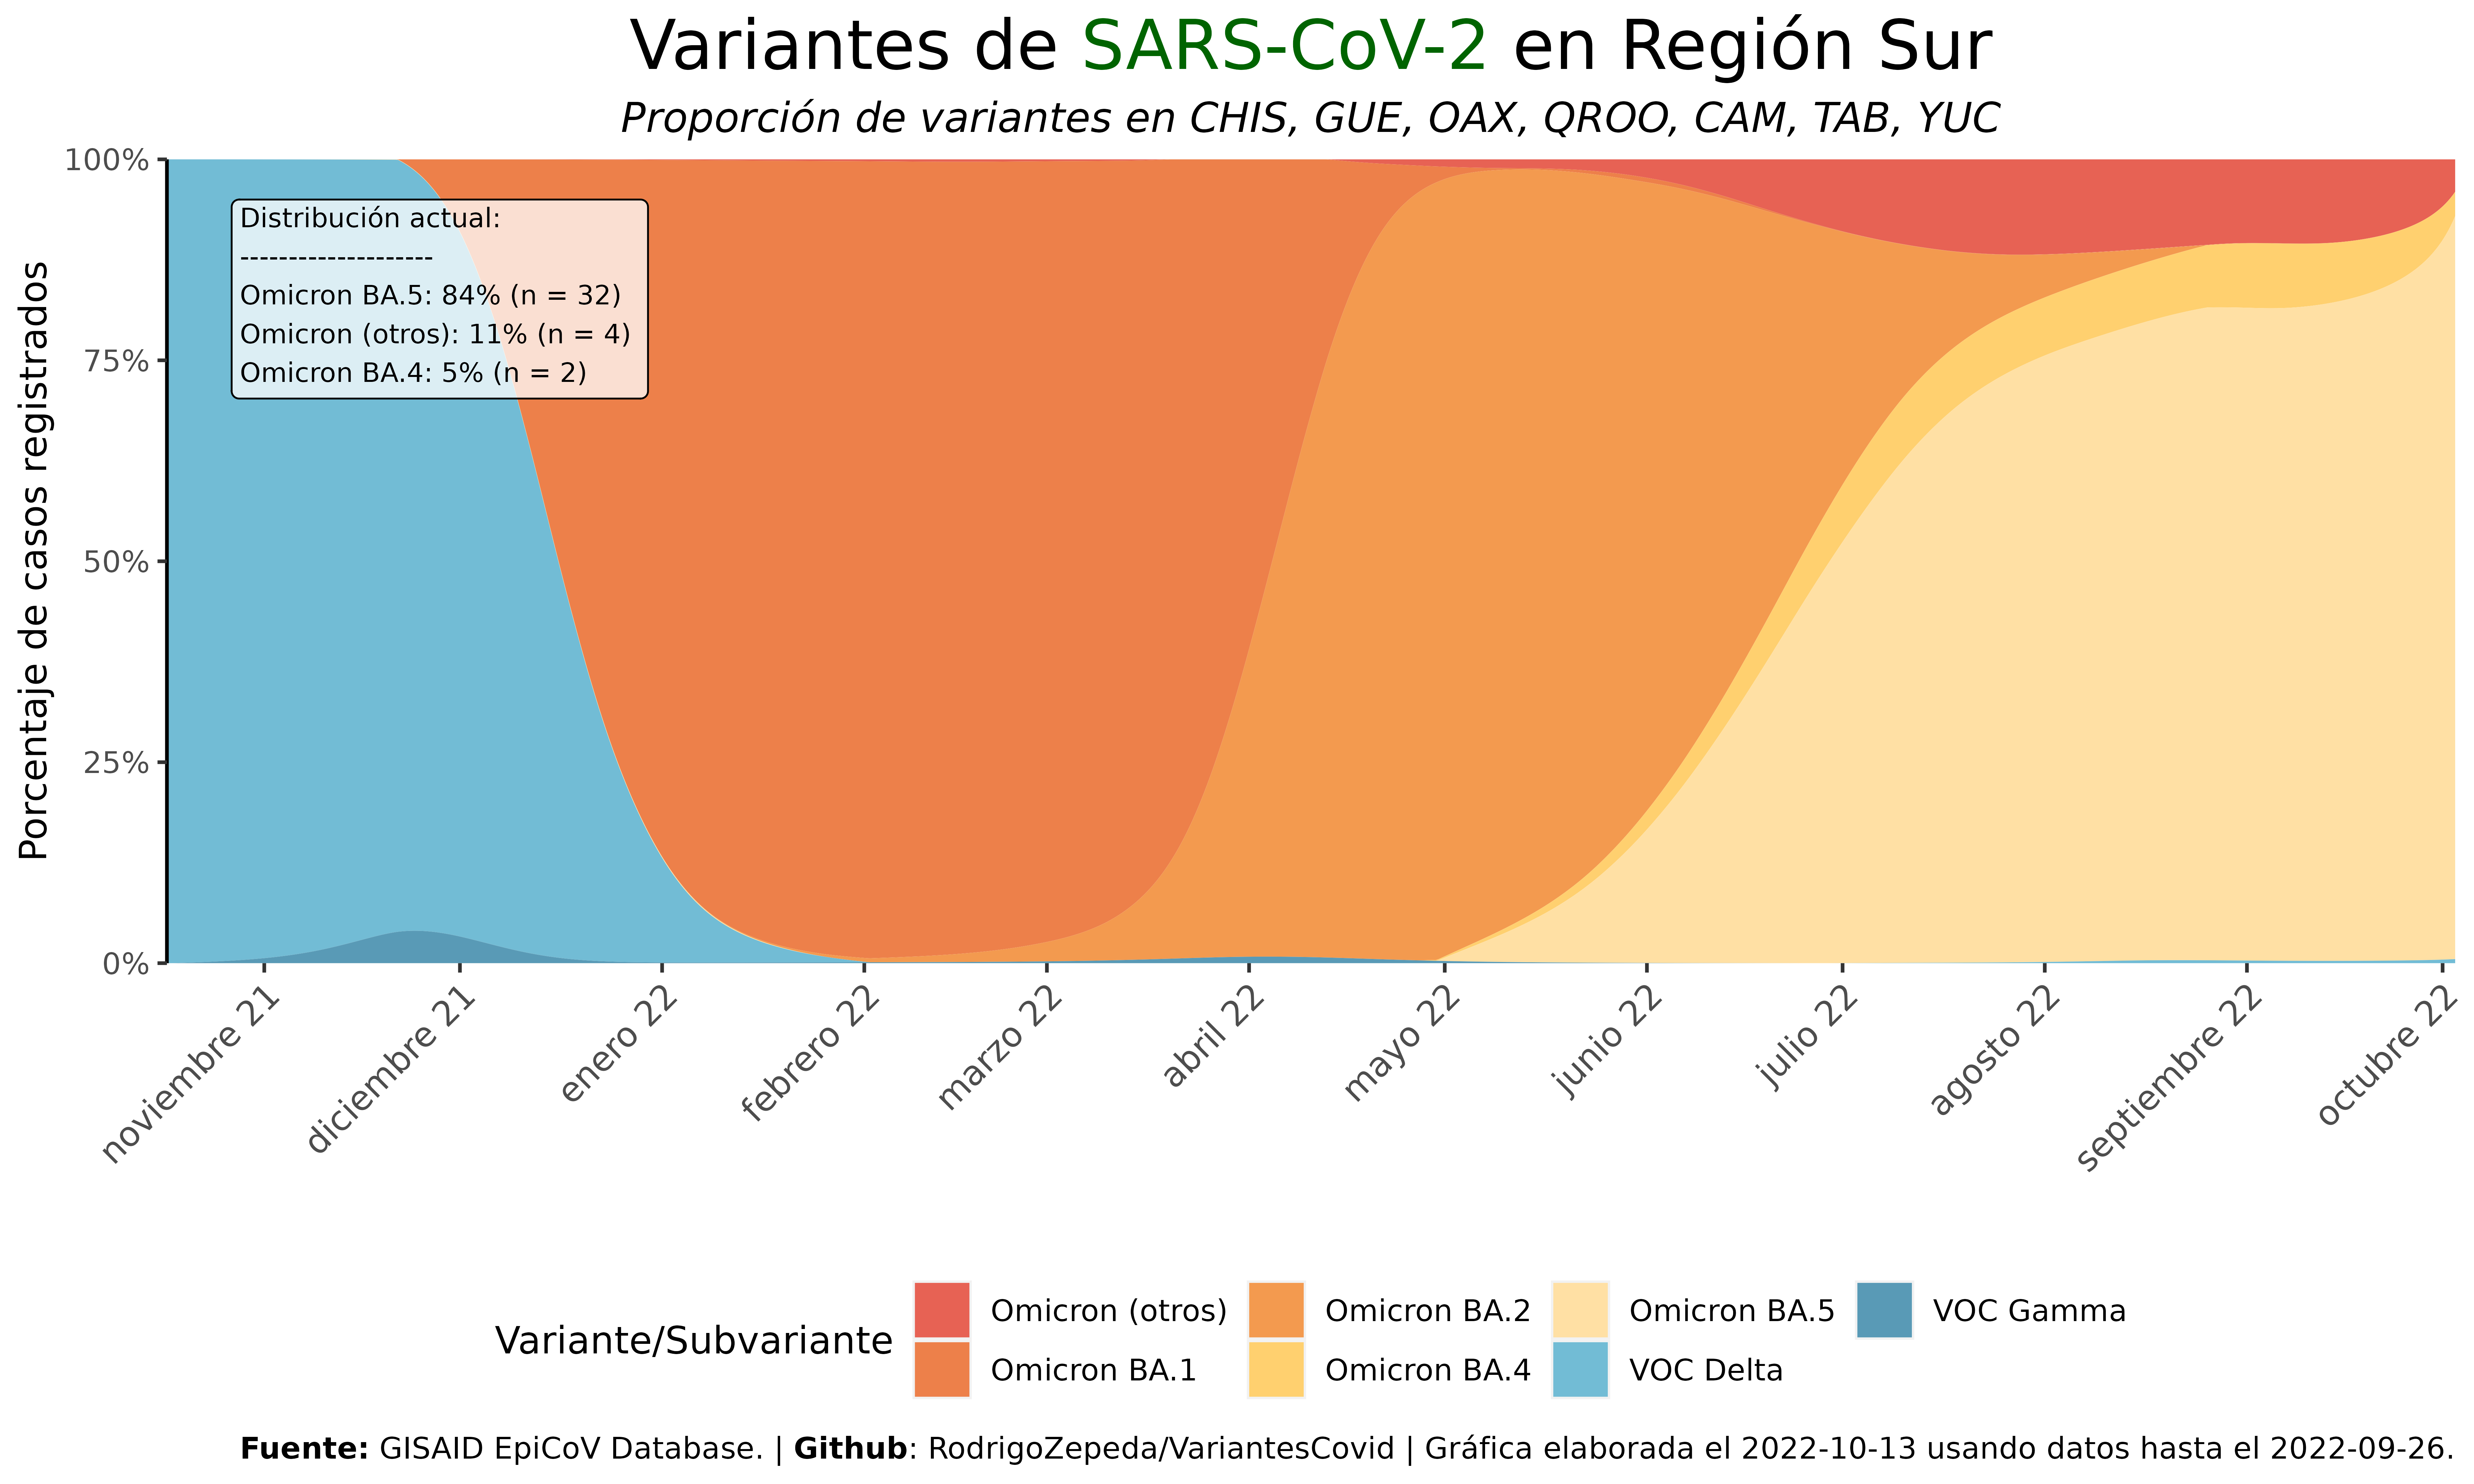 Variantes de SARS-CoV-2 en Región Sur
Proporción de variantes en CHIS, GUE, OAX, QROO, CAM, TAB, YUC
Porcentaje de casos registrados
100%
75%
50%
25%
0%
Distribución actual:
--------------------
Omicron BA.5: 84% (n = 32)
Omicron (otros): 11% (n = 4)
Omicron BA.4: 5% (n = 2)
noviembre 21
diciembre 21
enero 22
febrero 22
marzo 22
abril 22
mayo 22
junio 22
julio 22
agosto 22
septiembre 22
octubre 22
Variante/Subvariante
Omicron (otros)
Omicron BA.1
Omicron BA.2
Omicron BA.4
Omicron BA.5
VOC Delta
VOC Gamma
Fuente: GISAID EpiCoV Database. | Github: RodrigoZepeda/VariantesCovid | Gráfica elaborada el 2022-10-13 usando datos hasta el 2022-09-26.